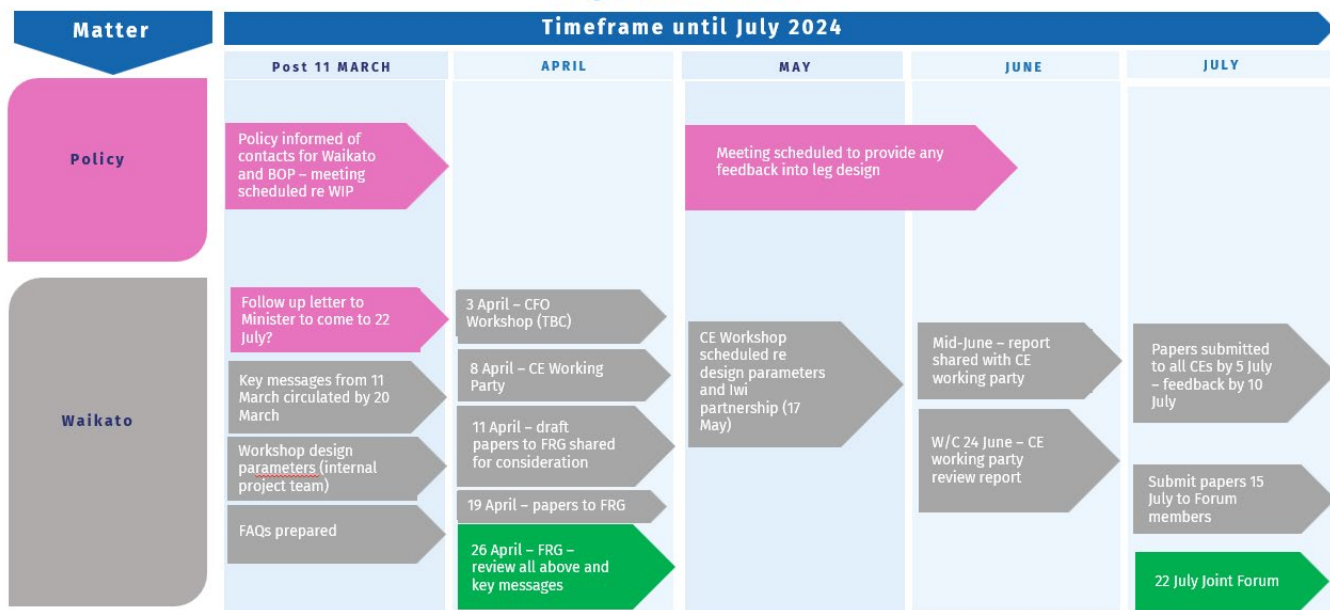 Matter
Timeframe until July 2024
Post 11 MARCH
APRIL
MAY
JUNE
JULY
Policy
Policy informed of
contacts for Waikato
and BOP – meeting
scheduled re WIP
Meeting scheduled to provide any
feedback into leg design
Waikato
Follow up letter to
Minister to come to 22
July?
Key messages from 11
March circulated by 20
March
Workshop design
parameters (internal
project team)
FAQs prepared
3 April – CFO
Workshop (TBC)
8 April – CE Working
Party
11 April – draft
papers to FRG shared
for consideration
19 April – papers to FRG
26 April – FRG –
review all above and
key messages
CE Workshop
scheduled re
design parameters
and Iwi
partnership (17
May)
Mid-June – report
shared with CE
working party
W/C 24 June – CE
working party
review report
Papers submitted
to all CEs by 5 July
– feedback by 10
July
Submit papers 15
July to Forum
members
22 July Joint Forum